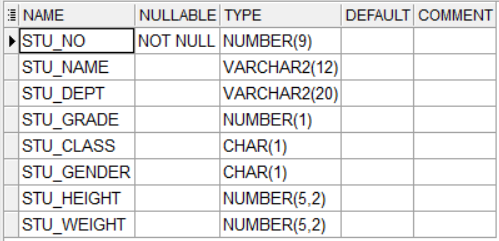 NAME NULLABLE TYPE DEFAULT COMMENT
STU_NO NOT NULL NUMBER(9)
STU_NAME VARCHAR2(12)
STU_DEPT VARCHAR2(20)
STU_GRADE NUMBER(1)
STU_CLASS CHAR(1)
STU_GENDER CHAR(1)
STU_HEIGHT NUMBER(5,2)
STU_WEIGHT NUMBER(5,2)